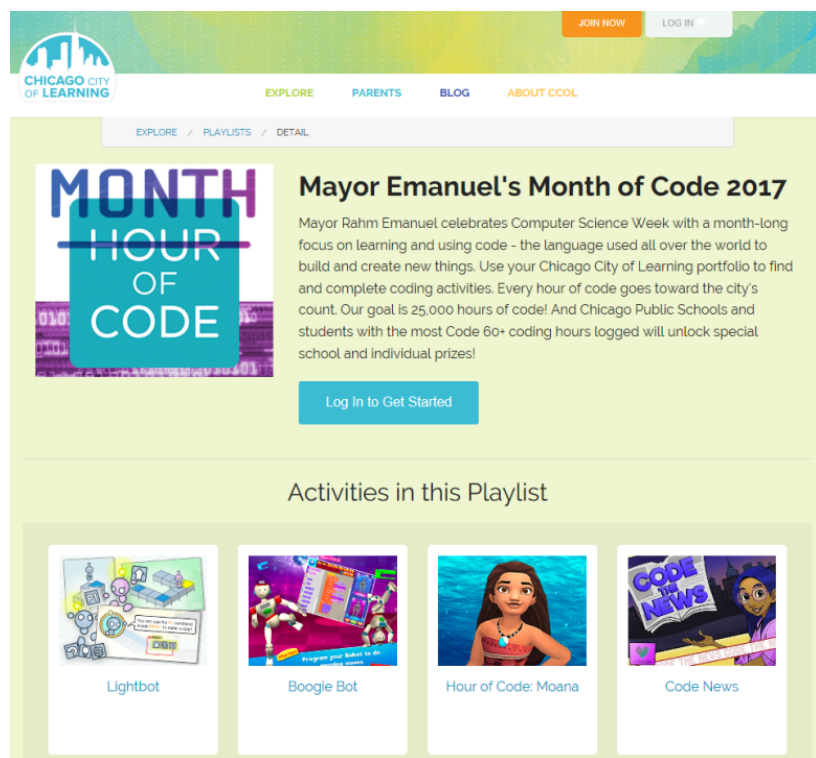 JOIN NOW
LOG IN
CHICAGO CITY
OF LEARNING
EXPLORE
PARENTS
BLOG
ABOUT CCOL
EXPLORE / PLAYLISTS / DETAIL
MONTH
HOUR
OF
CODE
Mayor Emanuel's Month of Code 2017
Mayor Rahm Emanuel celebrates Computer Science Week with a month-long
focus on learning and using code - the language used all over the world to
build and create new things. Use your Chicago City of Learning portfolio to find
and complete coding activities. Every hour of code goes toward the city's
count. Our goal is 25,000 hours of code! And Chicago Public Schools and
students with the most Code 60+ coding hours logged will unlock special
school and individual prizes!
Log In to Get Started
Activities in this Playlist
Program your Robot to do
CODE
THE
NEWS
Lightbot
Boogie Bot
Hour of Code: Moana
Code News